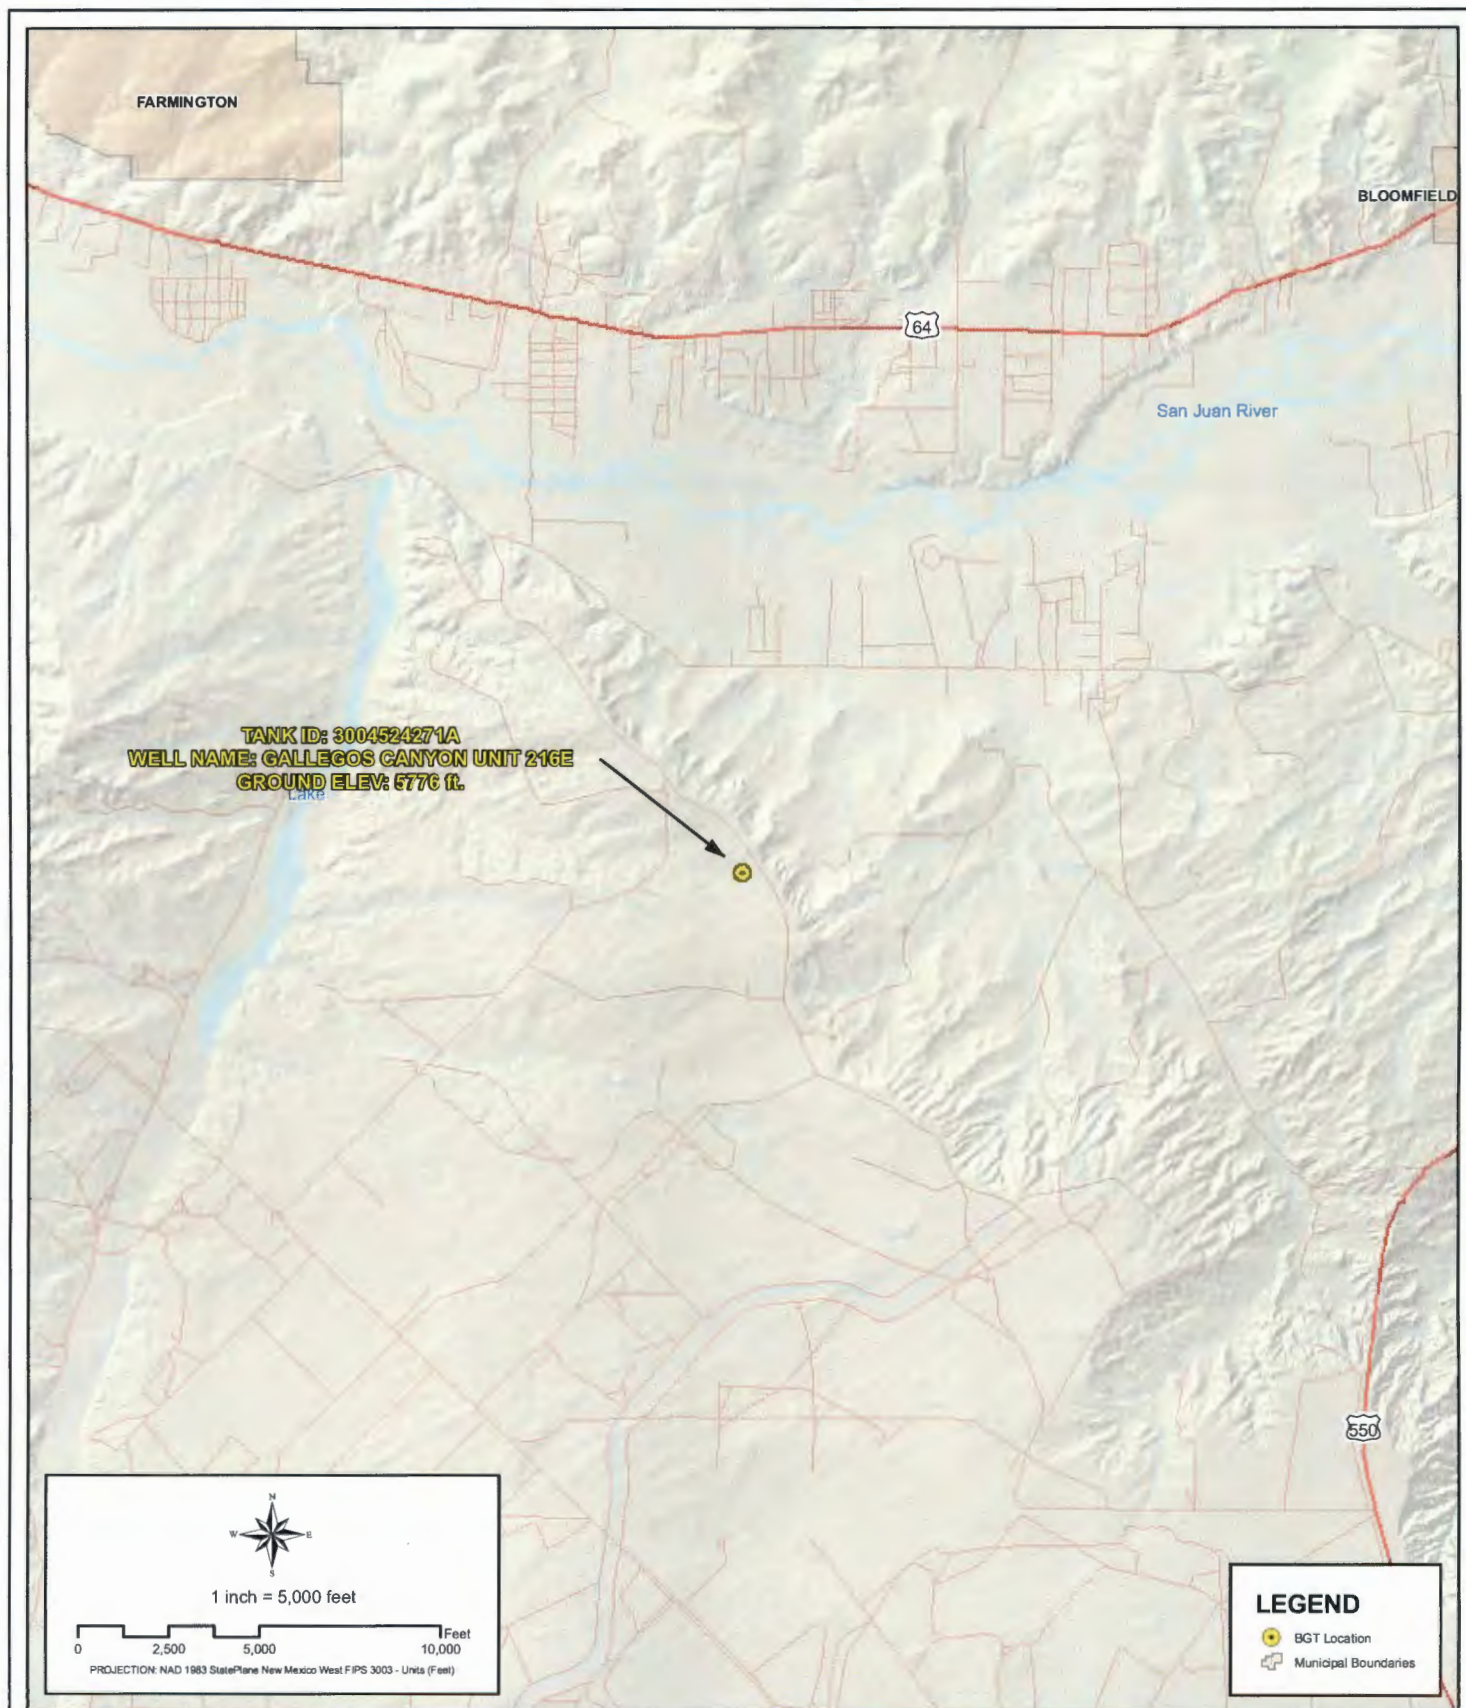 FARMINGTON
BLOOMFIELD
64
San Juan River
TANK ID: 3004524271A
WELL NAME: GALLEGOS CANYON UNIT 216E
GROUND ELEV: 5776 ft.
Lake
550
N
W E
S
1 inch = 5,000 feet
Feet
0 2,500 5,000 10,000
PROJECTION: NAD 1983 StatePlane New Mexico West FIPS 3003 - Units (Feet)
LEGEND
BGT Location
Municipal Boundaries